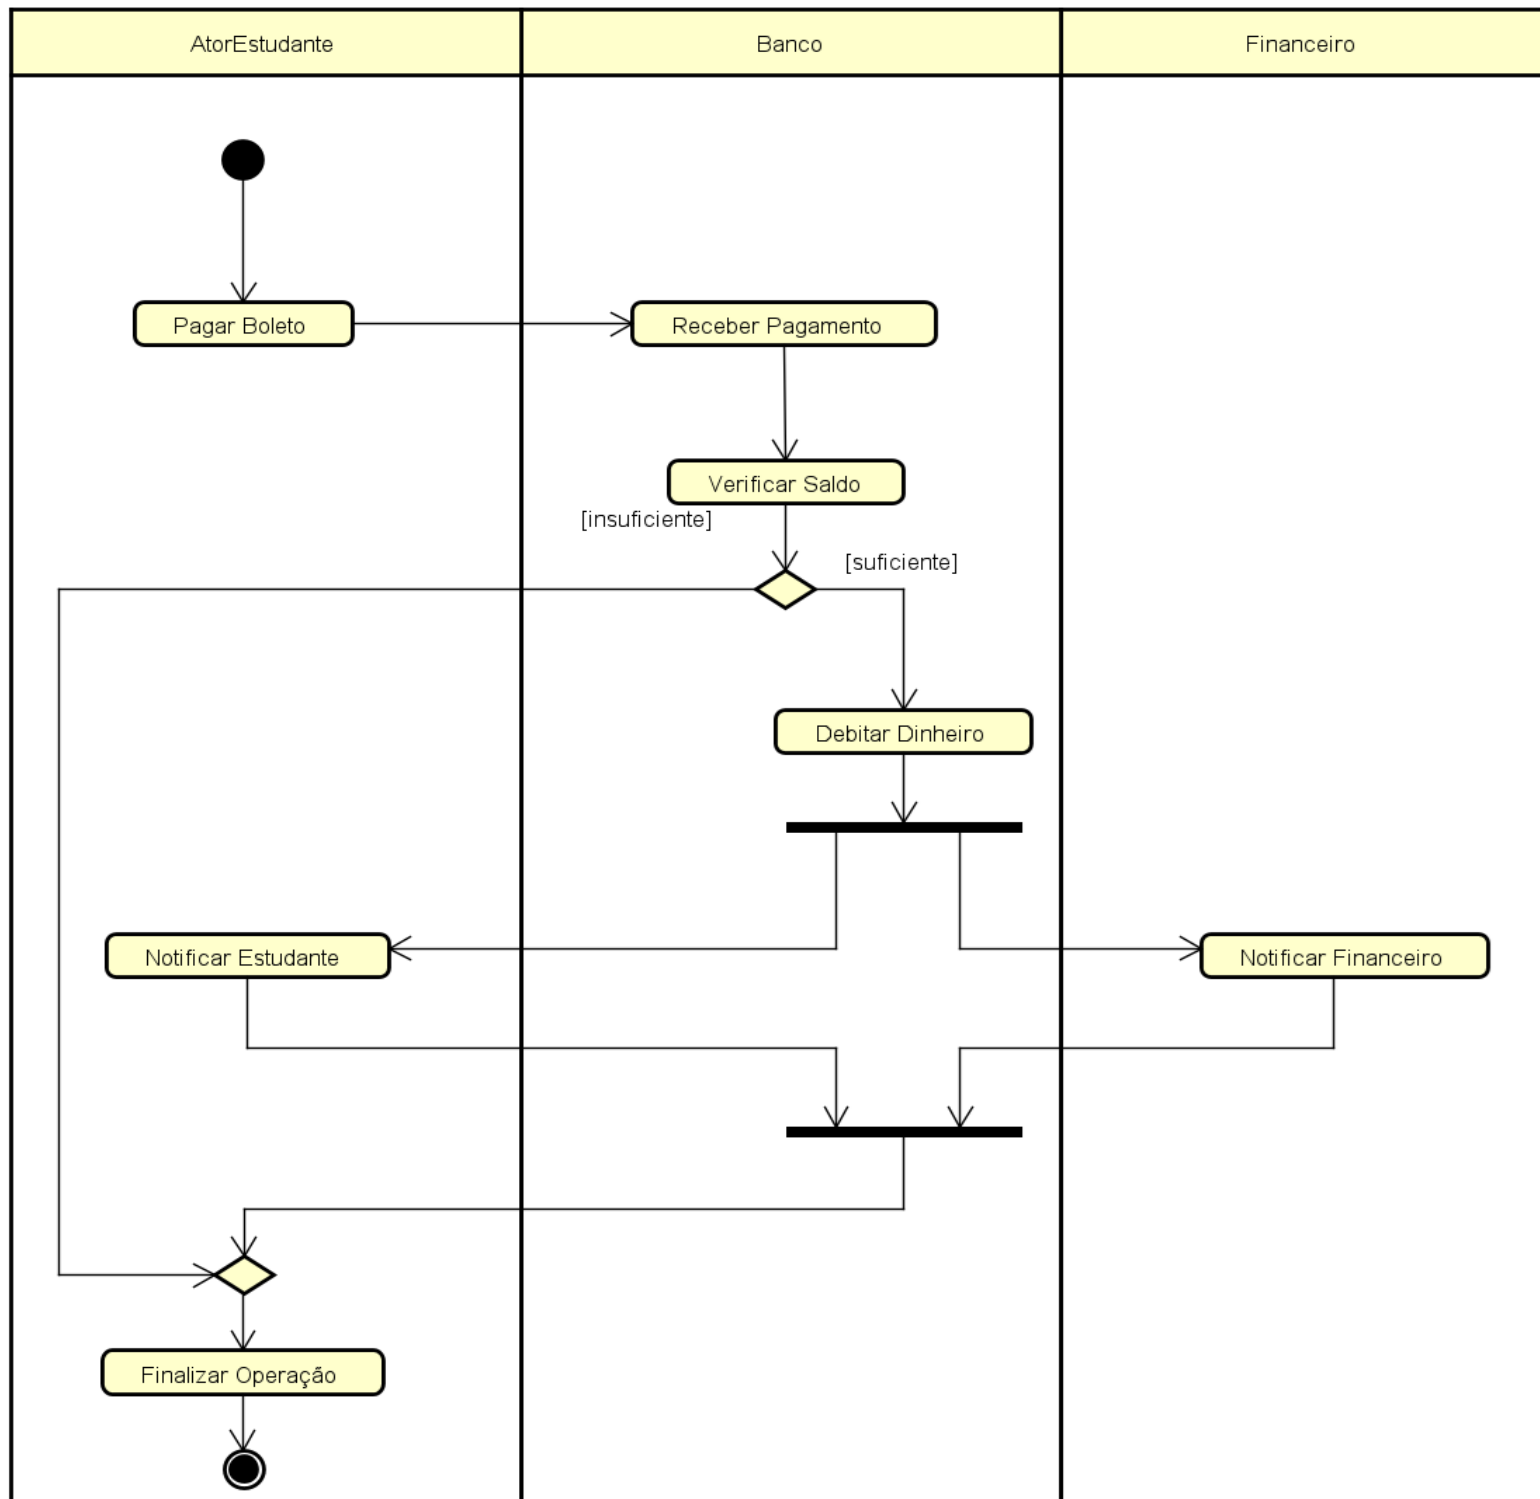 AtorEstudante
Banco
Financeiro
Pagar Boleto
Receber Pagamento
Verificar Saldo
[insuficiente]
[suficiente]
Debitar Dinheiro
Notificar Estudante
Notificar Financeiro
Finalizar Operação